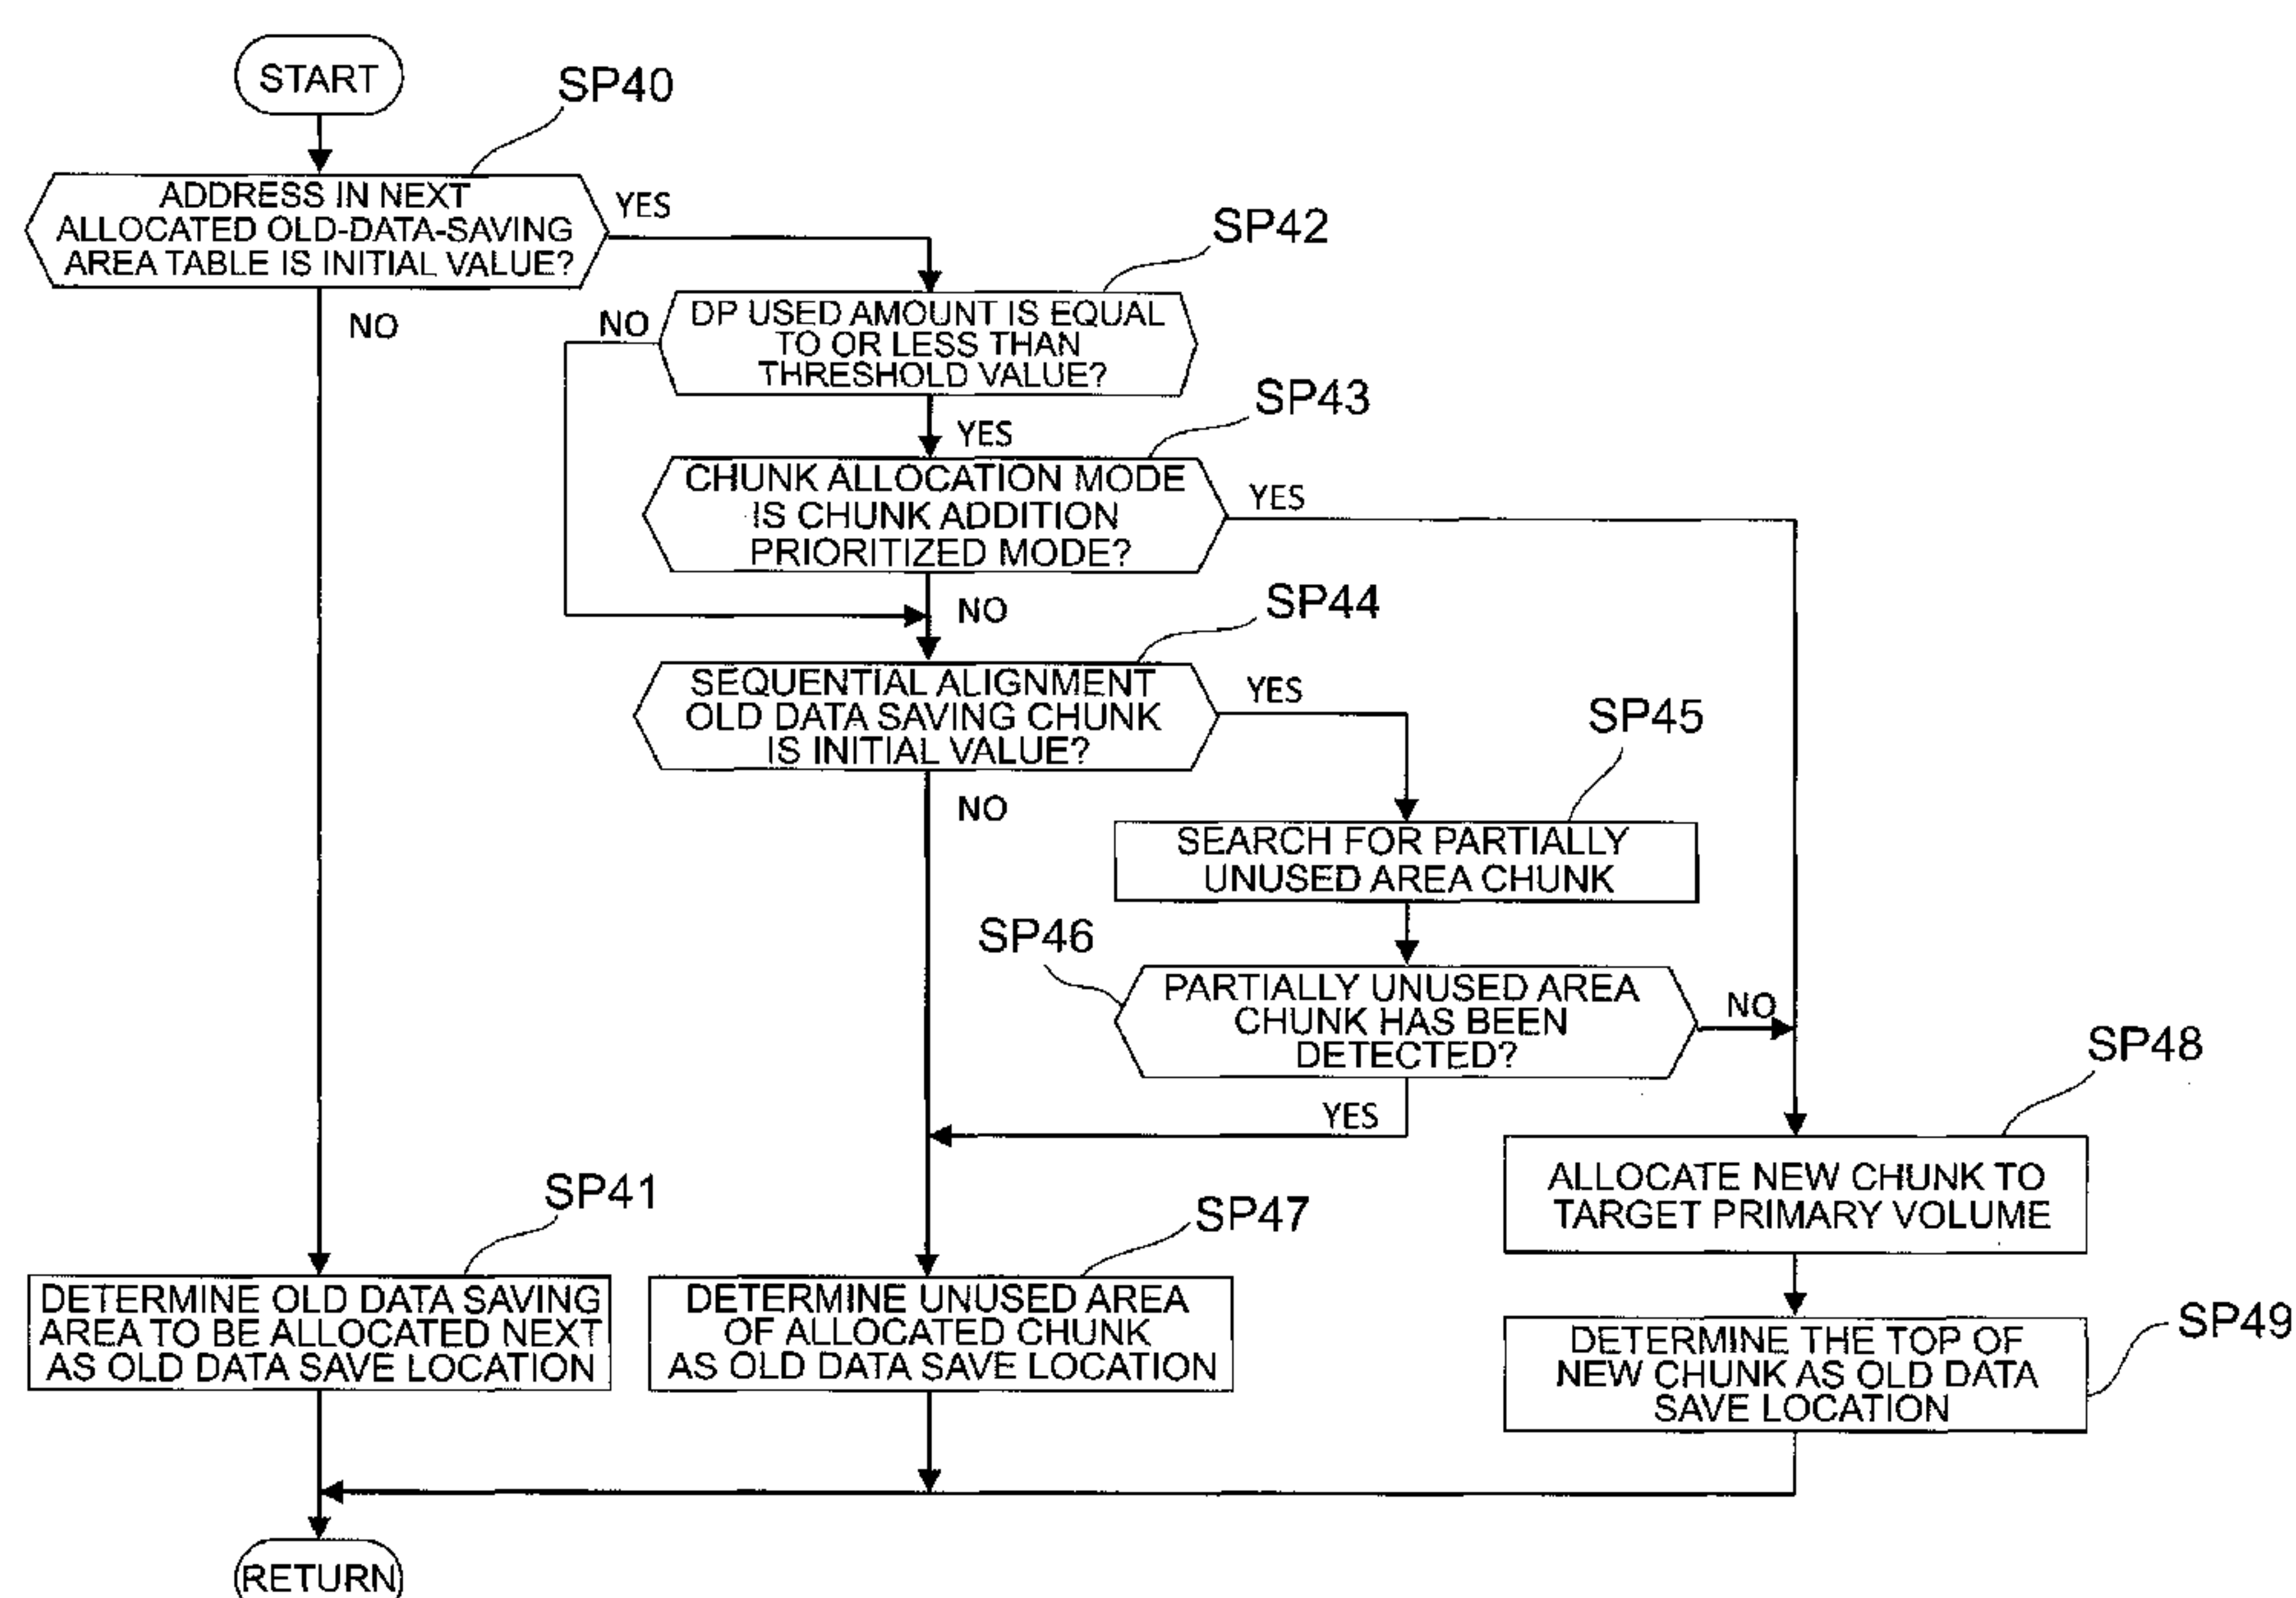 START
SP40
ADDRESS IN NEXT
ALLOCATED OLD-DATA-SAVING
AREA TABLE IS INITIAL VALUE?
YES
NO
SP42
DP USED AMOUNT IS EQUAL
TO OR LESS THAN
THRESHOLD VALUE?
NO
YES
SP43
CHUNK ALLOCATION MODE
IS CHUNK ADDITION
PRIORITIZED MODE?
YES
NO
SP44
SEQUENTIAL ALIGNMENT
OLD DATA SAVING CHUNK
IS INITIAL VALUE?
YES
NO
SP45
SEARCH FOR PARTIALLY
UNUSED AREA CHUNK
SP46
PARTIALLY UNUSED AREA
CHUNK HAS BEEN
DETECTED?
NO
YES
SP48
ALLOCATE NEW CHUNK TO
TARGET PRIMARY VOLUME
SP41
DETERMINE OLD DATA SAVING
AREA TO BE ALLOCATED NEXT
AS OLD DATA SAVE LOCATION
SP47
DETERMINE UNUSED AREA
OF ALLOCATED CHUNK
AS OLD DATA SAVE LOCATION
SP49
DETERMINE THE TOP OF
NEW CHUNK AS OLD DATA
SAVE LOCATION
RETURN